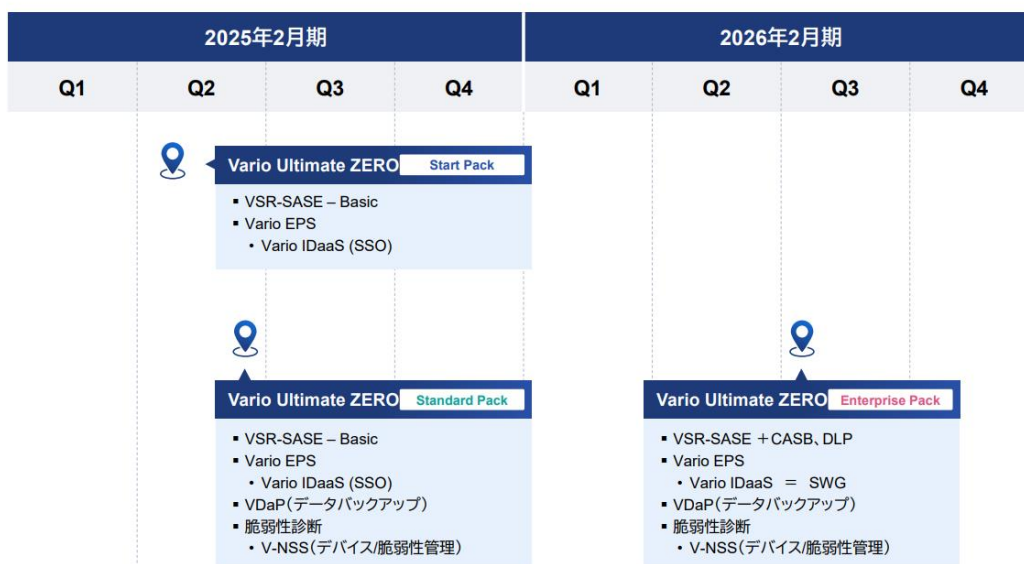 2025年2月期 2026年2月期
Q1 Q2 Q3 Q4 Q1 Q2 Q3 Q4
Vario Ultimate ZERO Start Pack
▪ VSR-SASE – Basic
▪ Vario EPS
• Vario IDaaS (SSO)
Vario Ultimate ZERO Standard Pack
▪ VSR-SASE – Basic
▪ Vario EPS
• Vario IDaaS (SSO)
▪ VDaP(データバックアップ)
▪ 脆弱性診断
• V-NSS(デバイス/脆弱性管理)
Vario Ultimate ZERO Enterprise Pack
▪ VSR-SASE +CASB、DLP
▪ Vario EPS
• Vario IDaaS = SWG
▪ VDaP(データバックアップ)
▪ 脆弱性診断
• V-NSS(デバイス/脆弱性管理)